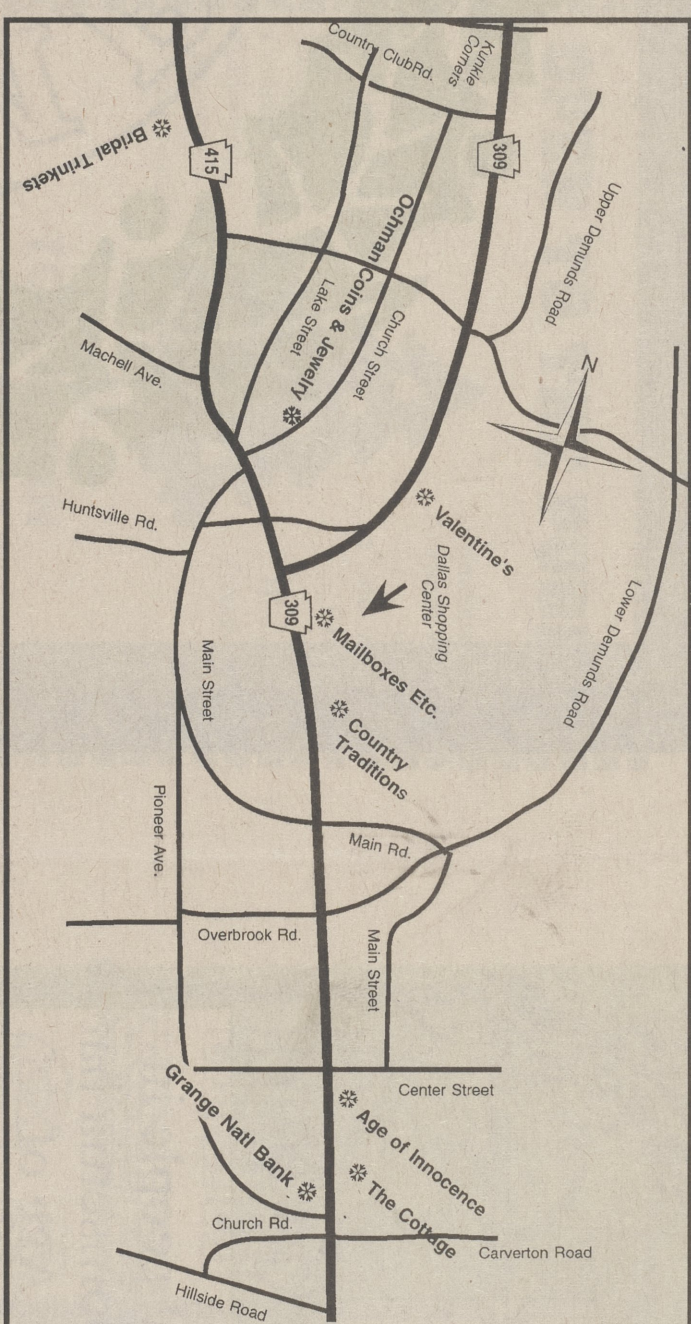 Country Club Rd.
Kunkle
Corners
309
415
Bridal Trinkets
Upper Demunds Road
Ochman Coins & Jewelry
Lake Street
Church Street
Machell Ave.
N
Huntsville Rd.
Valentine's
Dallas Shopping
Center
Lower Demunds Road
309
Mailboxes Etc.
Main Street
Country
Traditions
Pioneer Ave.
Main Rd.
Overbrook Rd.
Main Street
Center Street
Grange Natl Bank
Age of Innocence
The Cottage
Church Rd.
Carverton Road
Hillside Road